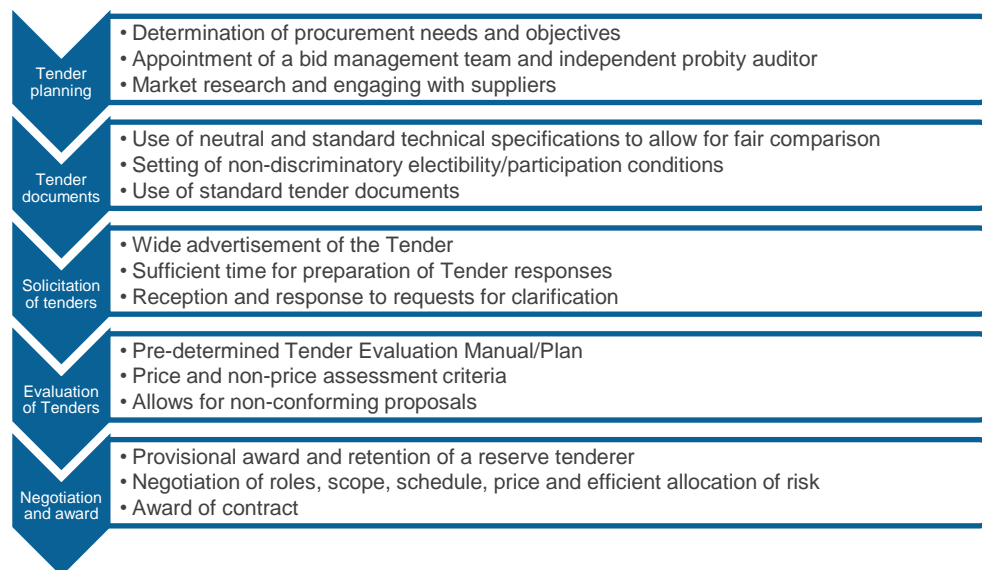 Tender
planning
• Determination of procurement needs and objectives
• Appointment of a bid management team and independent probity auditor
• Market research and engaging with suppliers
Tender
documents
• Use of neutral and standard technical specifications to allow for fair comparison
• Setting of non-discriminatory electibility/participation conditions
• Use of standard tender documents
Solicitation
of tenders
• Wide advertisement of the Tender
• Sufficient time for preparation of Tender responses
• Reception and response to requests for clarification
Evaluation
of Tenders
• Pre-determined Tender Evaluation Manual/Plan
• Price and non-price assessment criteria
• Allows for non-conforming proposals
Negotiation
and award
• Provisional award and retention of a reserve tenderer
• Negotiation of roles, scope, schedule, price and efficient allocation of risk
• Award of contract